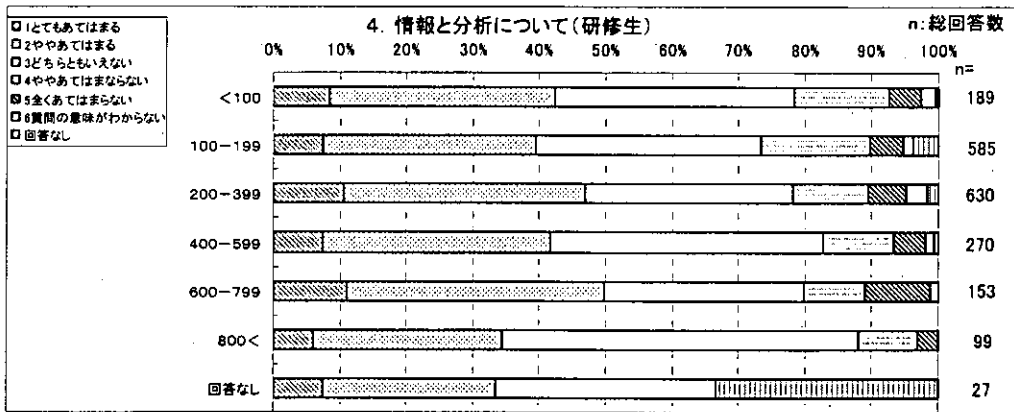 4. 情報と分析について(研修生)
n:総回答数
1とてもあてはまる
2ややあてはまる
3どちらともいえない
4ややあてはまならない
5全くあてはまらない
6質問の意味がわからない
回答なし
0% 10% 20% 30% 40% 50% 60% 70% 80% 90% 100%
n=
<100 189
100-199 585
200-399 630
400-599 270
600-799 153
800< 99
回答なし 27